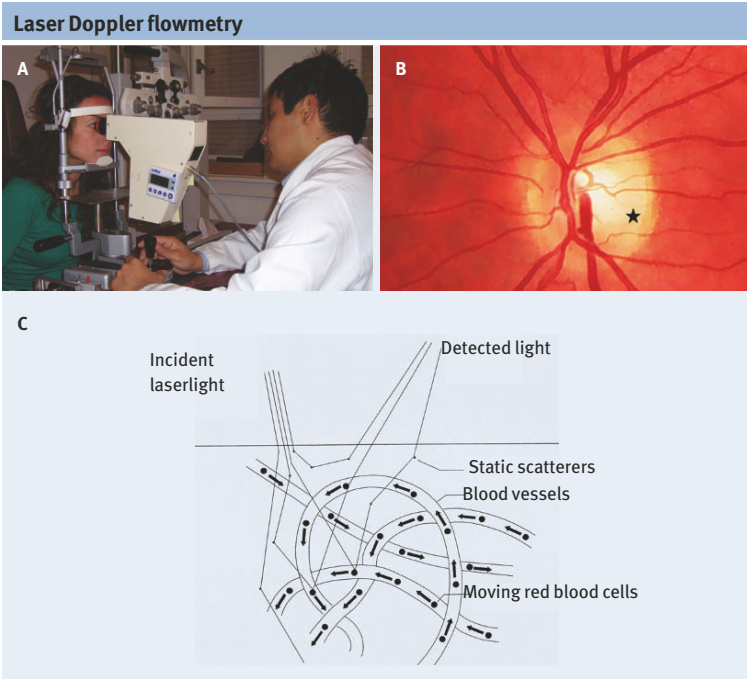 Laser Doppler flowmetry
A
B
C
Incident
laserlight
Detected light
Static scatterers
Blood vessels
Moving red blood cells